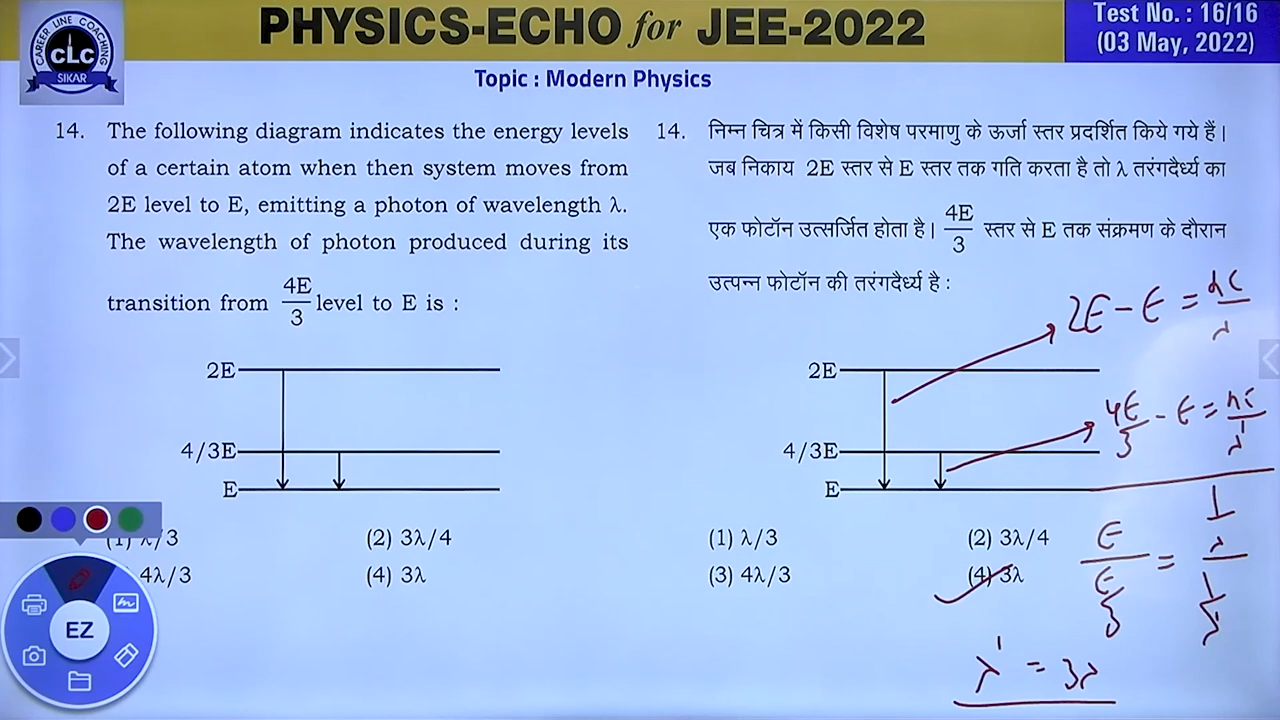 CAREER LINE COACHING
CLC
SIKAR
PHYSICS-ECHO for JEE-2022
Test No. : 16/16
(03 May, 2022)
Topic : Modern Physics
14. The following diagram indicates the energy levels
of a certain atom when then system moves from
2E level to E, emitting a photon of wavelength λ.
The wavelength of photon produced during its
transition from 4E/3 level to E is :
2E
4/3E
E
(1) λ/3 (2) 3λ/4
4λ/3 (4) 3λ
14. निम्न चित्र में किसी विशेष परमाणु के ऊर्जा स्तर प्रदर्शित किये गये हैं।
जब निकाय 2E स्तर से E स्तर तक गति करता है तो λ तरंगदैर्ध्य का
एक फोटॉन उत्सर्जित होता है। 4E/3 स्तर से E तक संक्रमण के दौरान
उत्पन्न फोटॉन की तरंगदैर्ध्य है :
2E
4/3E
E
(1) λ/3 (2) 3λ/4
(3) 4λ/3 (4) 3λ
2E - E = hc/λ
4E/3 - E = hc/λ'
E/(E/3) = (1/λ)/(1/λ')
λ' = 3λ
EZ